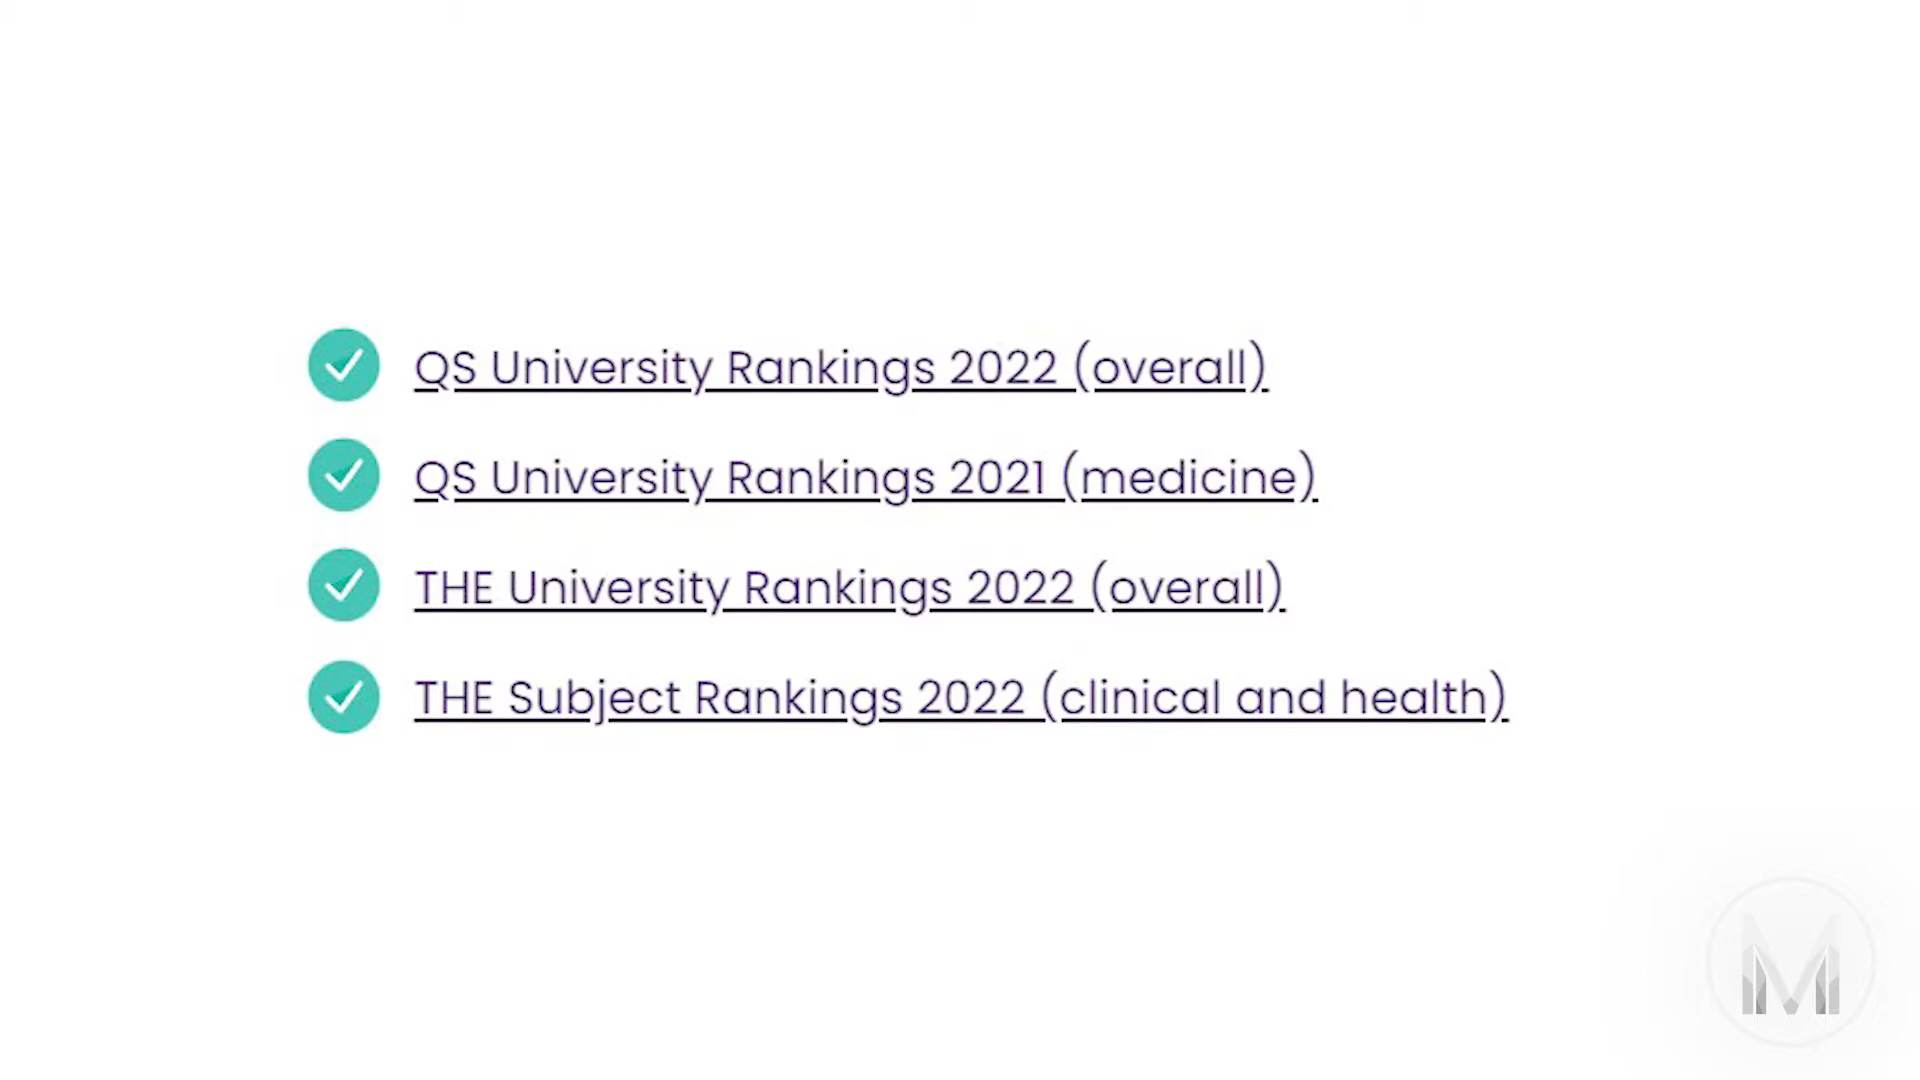 QS University Rankings 2022 (overall)
QS University Rankings 2021 (medicine)
THE University Rankings 2022 (overall)
THE Subject Rankings 2022 (clinical and health)
M